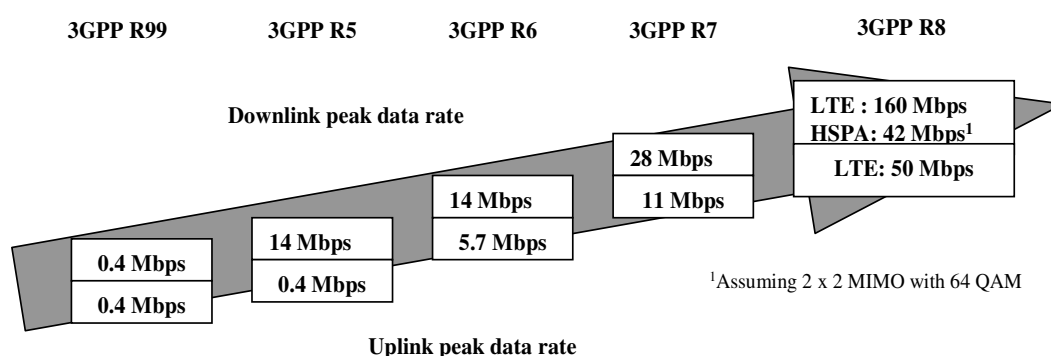 3GPP R99 3GPP R5 3GPP R6 3GPP R7 3GPP R8
Downlink peak data rate
LTE : 160 Mbps
HSPA: 42 Mbps¹
LTE: 50 Mbps
28 Mbps
11 Mbps
14 Mbps
5.7 Mbps
14 Mbps
0.4 Mbps
0.4 Mbps
0.4 Mbps
¹Assuming 2 x 2 MIMO with 64 QAM
Uplink peak data rate